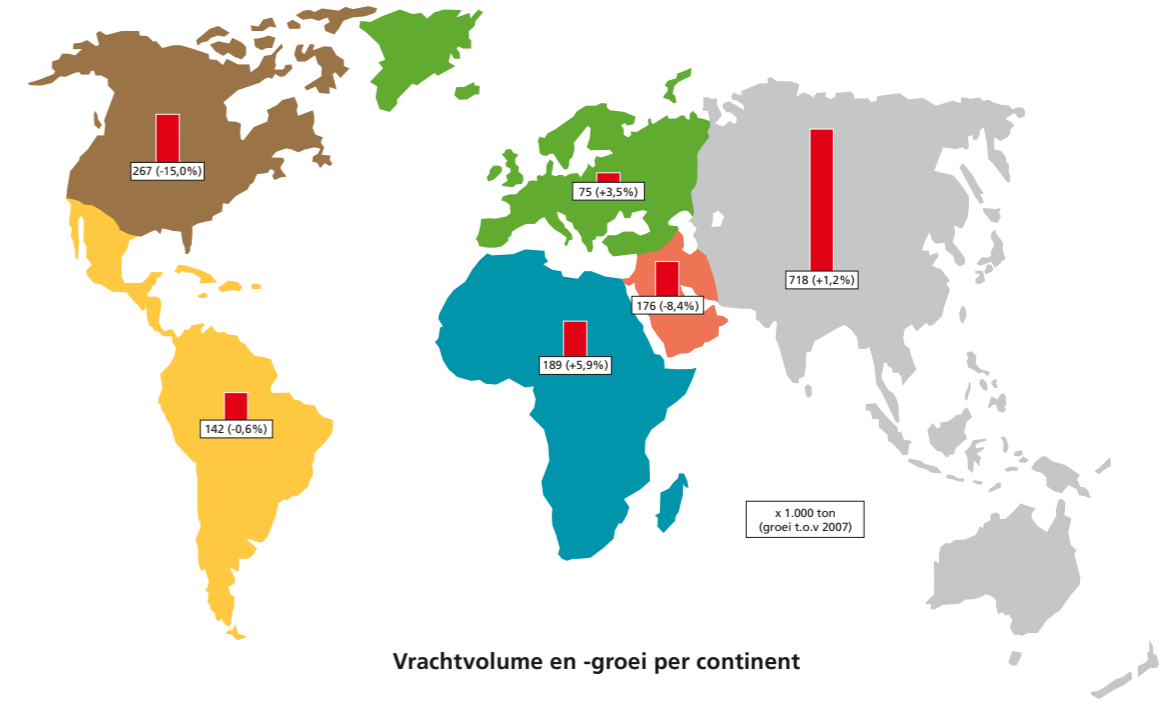 267 (-15,0%)
75 (+3,5%)
718 (+1,2%)
176 (-8,4%)
189 (+5,9%)
142 (-0,6%)
x 1.000 ton
(groei t.o.v 2007)
Vrachtvolume en -groei per continent